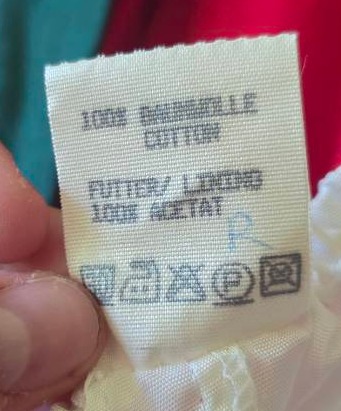 100% BAUMWOLLE
COTTON
FUTTER/ LINING
100% ACETAT
R
P